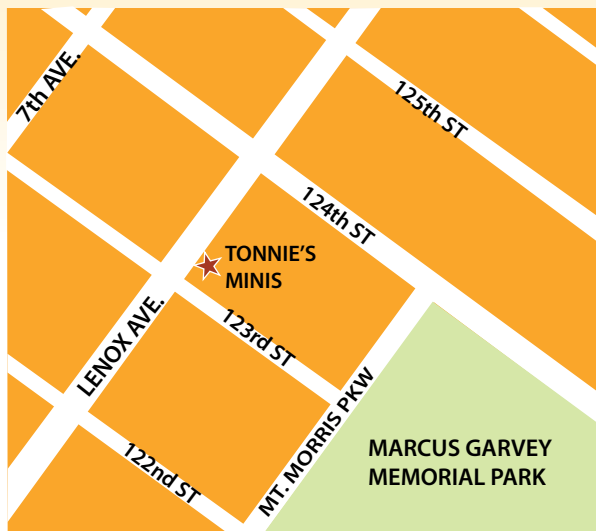 7th AVE.
125th ST
124th ST
TONNIE'S
MINIS
LENOX AVE.
123rd ST
MT. MORRIS PKW
MARCUS GARVEY
MEMORIAL PARK
122nd ST